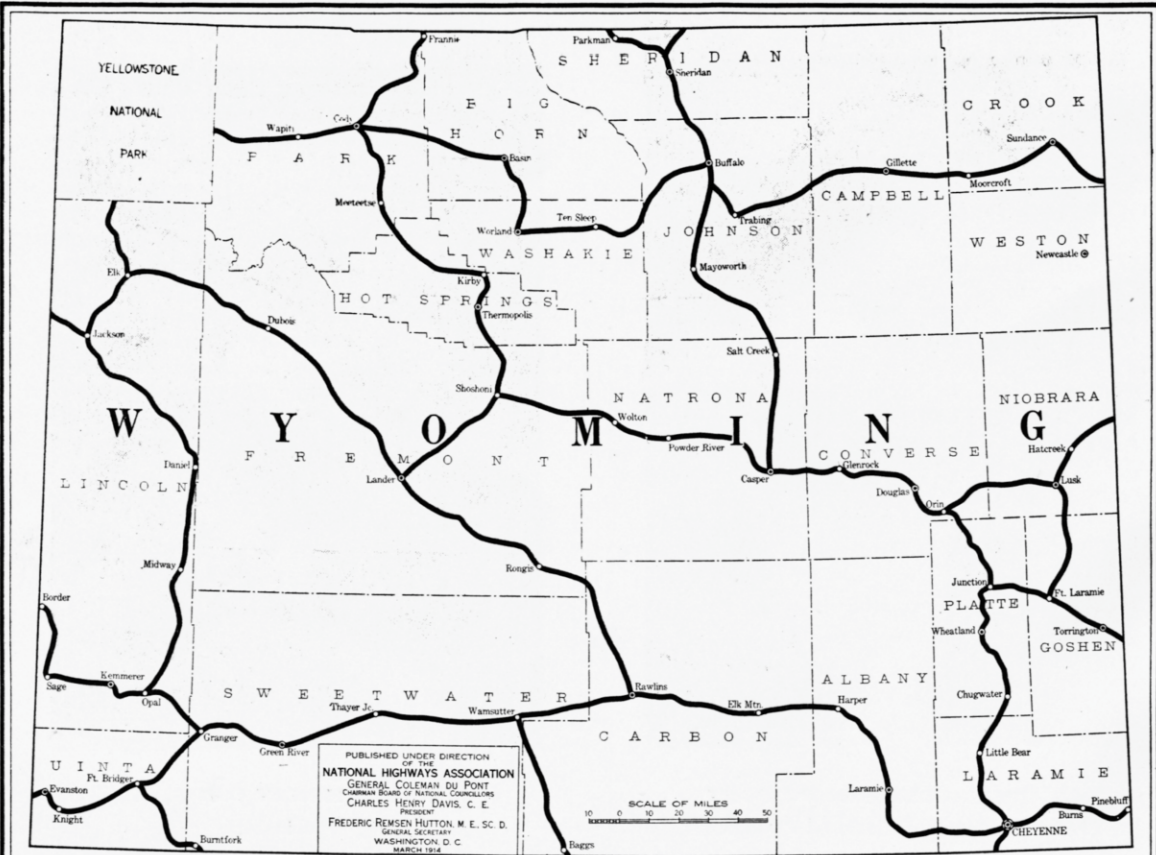 Frannie
Parkman
SHERIDAN
Sheridan
YELLOWSTONE
NATIONAL
PARK
BIG
HORN
CROOK
Sundance
Wapiti
Cody
PARK
Basin
Buffalo
Gillette
Moorcroft
CAMPBELL
Meeteetse
Ten Sleep
Trabing
Worland
WASHAKIE
JOHNSON
WESTON
Newcastle
Elk
Kirby
Mayoworth
HOT SPRINGS
Thermopolis
Dubois
Jackson
Salt Creek
Shoshoni
NATRONA
NIOBRARA
WYOMING
Wolton
Powder River
Hatcreek
FREMONT
CONVERSE
Daniel
Lander
Casper
Glenrock
Lusk
LINCOLN
Douglas
Orin
Midway
Rongis
Junction
Ft. Laramie
Border
PLATTE
Wheatland
Torrington
GOSHEN
Sage
Kemmerer
Opal
SWEETWATER
Rawlins
ALBANY
Harper
Chugwater
Thayer Jc.
Wamsutter
Elk Mtn.
Granger
Green River
CARBON
Little Bear
UINTA
Ft. Bridger
LARAMIE
Evanston
Knight
Laramie
Pinebluff
Burns
Burntfork
CHEYENNE
Baggs
PUBLISHED UNDER DIRECTION
OF THE
NATIONAL HIGHWAYS ASSOCIATION
GENERAL COLEMAN DU PONT
CHAIRMAN BOARD OF NATIONAL COUNCILLORS
CHARLES HENRY DAVIS, C. E.
PRESIDENT
FREDERIC REMSEN HUTTON, M. E., SC. D.
GENERAL SECRETARY
WASHINGTON, D. C.
MARCH 1914
SCALE OF MILES
10 0 10 20 30 40 50